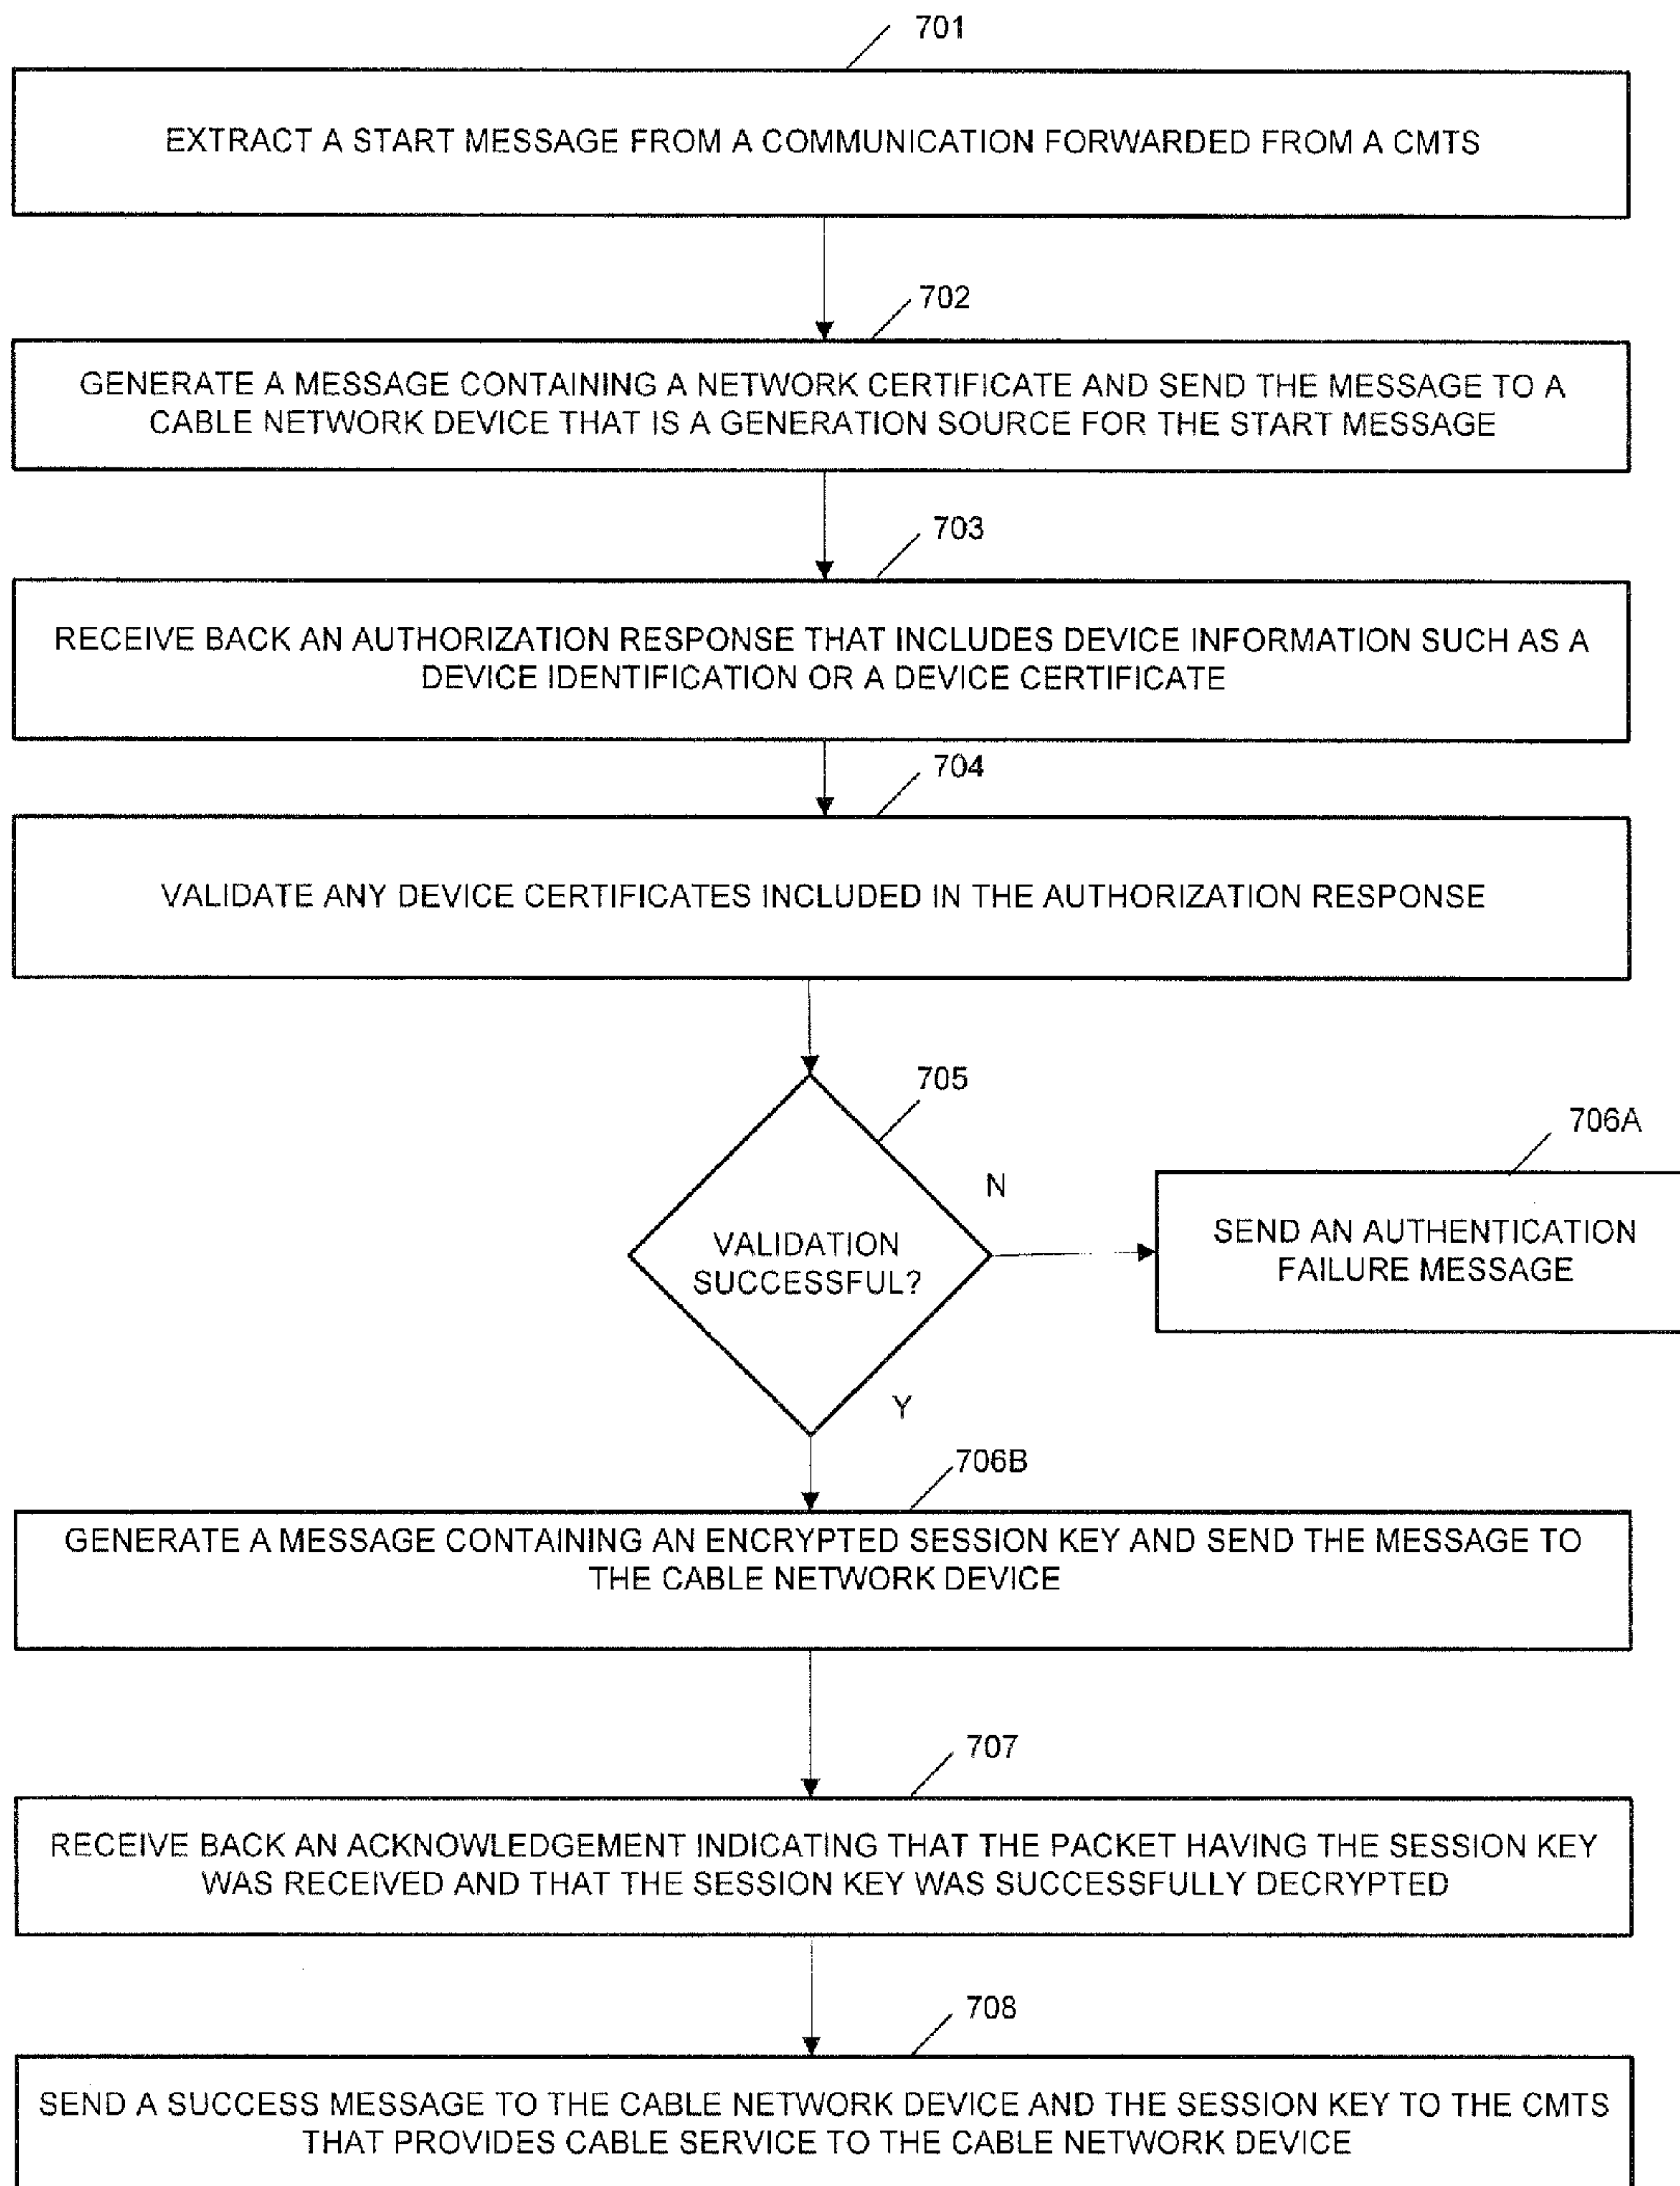 701
EXTRACT A START MESSAGE FROM A COMMUNICATION FORWARDED FROM A CMTS
702
GENERATE A MESSAGE CONTAINING A NETWORK CERTIFICATE AND SEND THE MESSAGE TO A
CABLE NETWORK DEVICE THAT IS A GENERATION SOURCE FOR THE START MESSAGE
703
RECEIVE BACK AN AUTHORIZATION RESPONSE THAT INCLUDES DEVICE INFORMATION SUCH AS A
DEVICE IDENTIFICATION OR A DEVICE CERTIFICATE
704
VALIDATE ANY DEVICE CERTIFICATES INCLUDED IN THE AUTHORIZATION RESPONSE
705
VALIDATION
SUCCESSFUL?
N
706A
SEND AN AUTHENTICATION
FAILURE MESSAGE
Y
706B
GENERATE A MESSAGE CONTAINING AN ENCRYPTED SESSION KEY AND SEND THE MESSAGE TO
THE CABLE NETWORK DEVICE
707
RECEIVE BACK AN ACKNOWLEDGEMENT INDICATING THAT THE PACKET HAVING THE SESSION KEY
WAS RECEIVED AND THAT THE SESSION KEY WAS SUCCESSFULLY DECRYPTED
708
SEND A SUCCESS MESSAGE TO THE CABLE NETWORK DEVICE AND THE SESSION KEY TO THE CMTS
THAT PROVIDES CABLE SERVICE TO THE CABLE NETWORK DEVICE